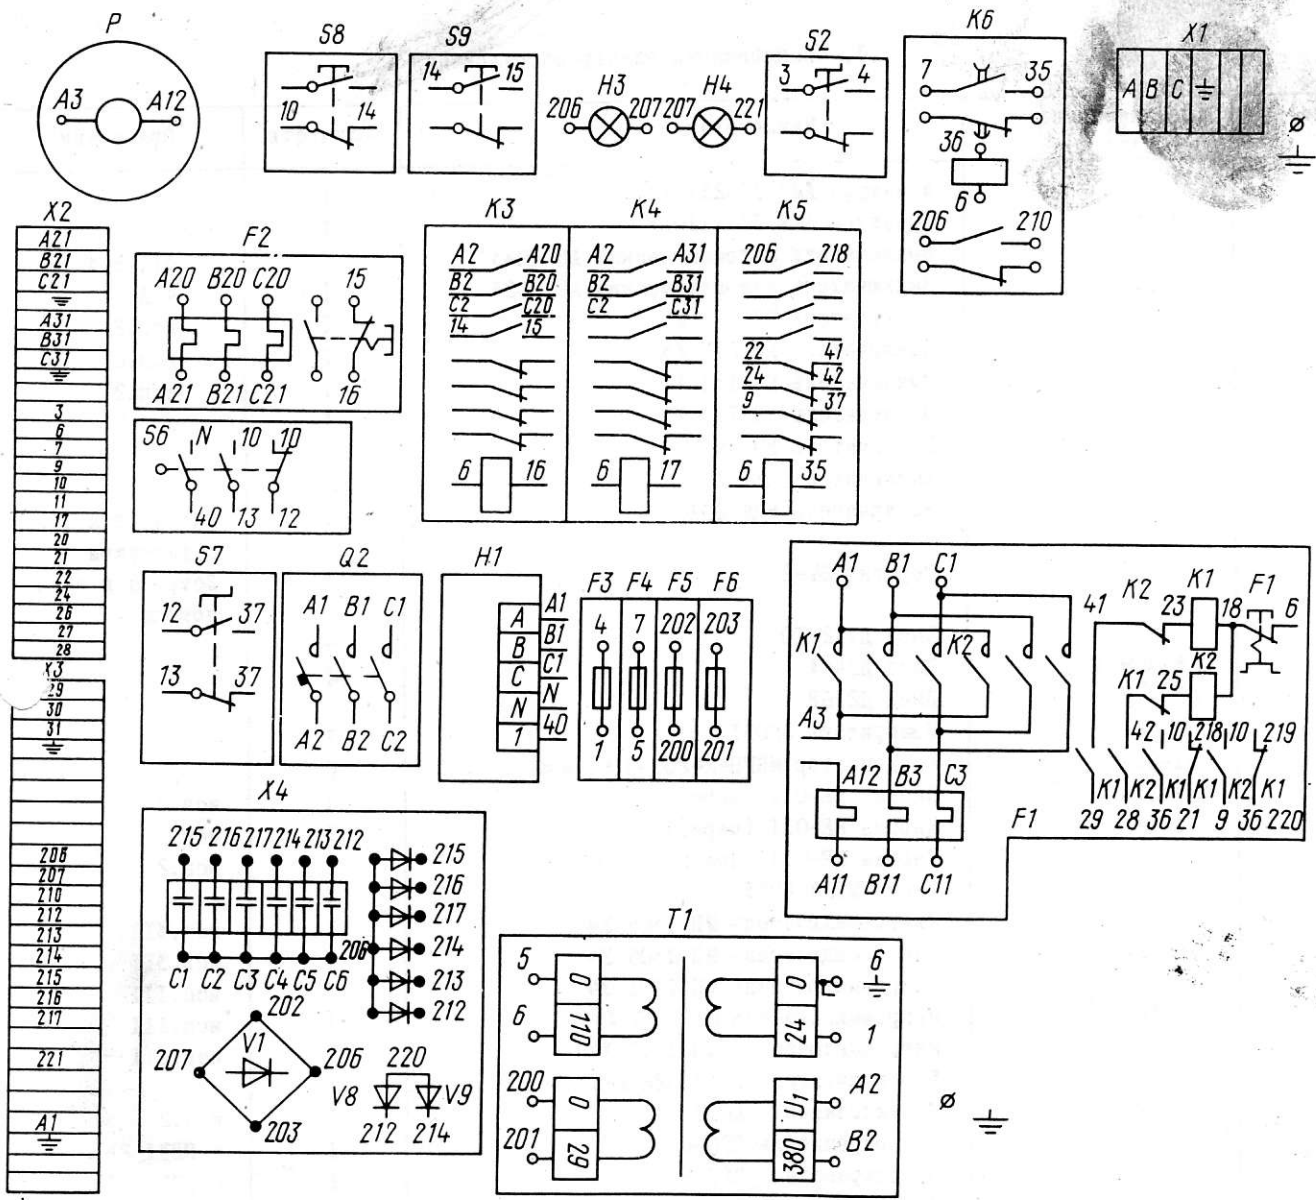 P
A3 A12
S8
10 14
S9
14 15
H3
206 207
H4
207 221
S2
3 4
K6
7 35
36
6
206 210
X1
A B C
X2
A21
B21
C21
A31
B31
C31
3
6
7
9
10
11
17
20
21
22
24
26
27
28
X3
29
30
31
206
207
210
212
213
214
215
216
217
221
A1
F2
A20 B20 C20 15
A21 B21 C21 16
S6 N 10 10
40 13 12
K3
A2 A20
B2 B20
C2 C20
14 15
6 16
K4
A2 A31
B2 B31
C2 C31
6 17
K5
206 218
22 41
24 42
9 37
6 35
S7
12 37
13 37
Q2
A1 B1 C1
A2 B2 C2
H1
A A1
B B1
C C1
N N
1 40
F3 F4 F5 F6
4 7 202 203
1 5 200 201
A1 B1 C1
K1 K2
A3
A12 B3 C3
F1
A11 B11 C11
K2 K1 F1
41 23 18 6
K1 25 K2
42 10 218 10 219
K1 K2 K1 K1 K2 K1
29 28 36 21 9 36 220
X4
215 216 217 214 213 212
206
C1 C2 C3 C4 C5 C6
215
216
217
214
213
212
202
207 V1 206
203
220
V8 V9
212 214
T1
5 0
6 110
0 6
24 1
200 0
201 29
U1 A2
380 B2